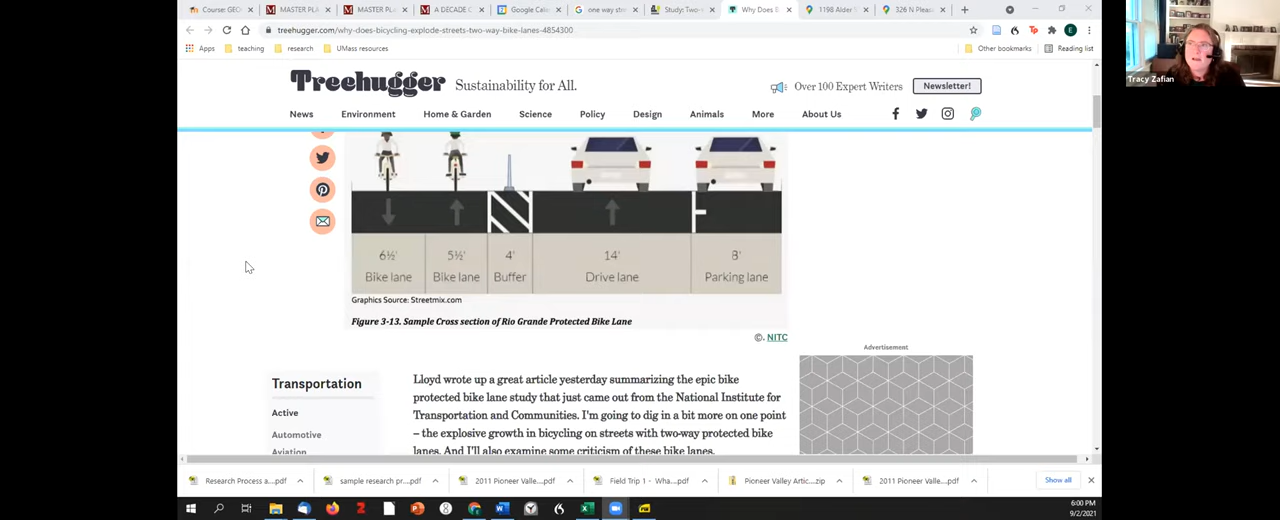 Course: GEO
MASTER PLA
MASTER PLA
A DECADE C
Google Cale
one way stre
Study: Two-
Why Does B
1198 Alder S
326 N Pleas
treehugger.com/why-does-bicycling-explode-streets-two-way-bike-lanes-4854300
Apps teaching research UMass resources Other bookmarks Reading list
Tracy Zafian
Treehugger Sustainability for All. Over 100 Expert Writers Newsletter!
News Environment Home & Garden Science Policy Design Animals More About Us
6½' 5½' 4' 14' 8'
Bike lane Bike lane Buffer Drive lane Parking lane
Graphics Source: Streetmix.com
Figure 3-13. Sample Cross section of Rio Grande Protected Bike Lane
©. NITC
Advertisement
Transportation
Active
Automotive
Aviation
Lloyd wrote up a great article yesterday summarizing the epic bike
protected bike lane study that just came out from the National Institute for
Transportation and Communities. I'm going to dig in a bit more on one point
– the explosive growth in bicycling on streets with two-way protected bike
lanes. And I'll also examine some criticism of these bike lanes.
Research Process a....pdf
sample research pr....pdf
2011 Pioneer Valle....pdf
Field Trip 1 - Wha....pdf
Pioneer Valley Artic....zip
2011 Pioneer Valle....pdf
Show all
6:00 PM
9/2/2021